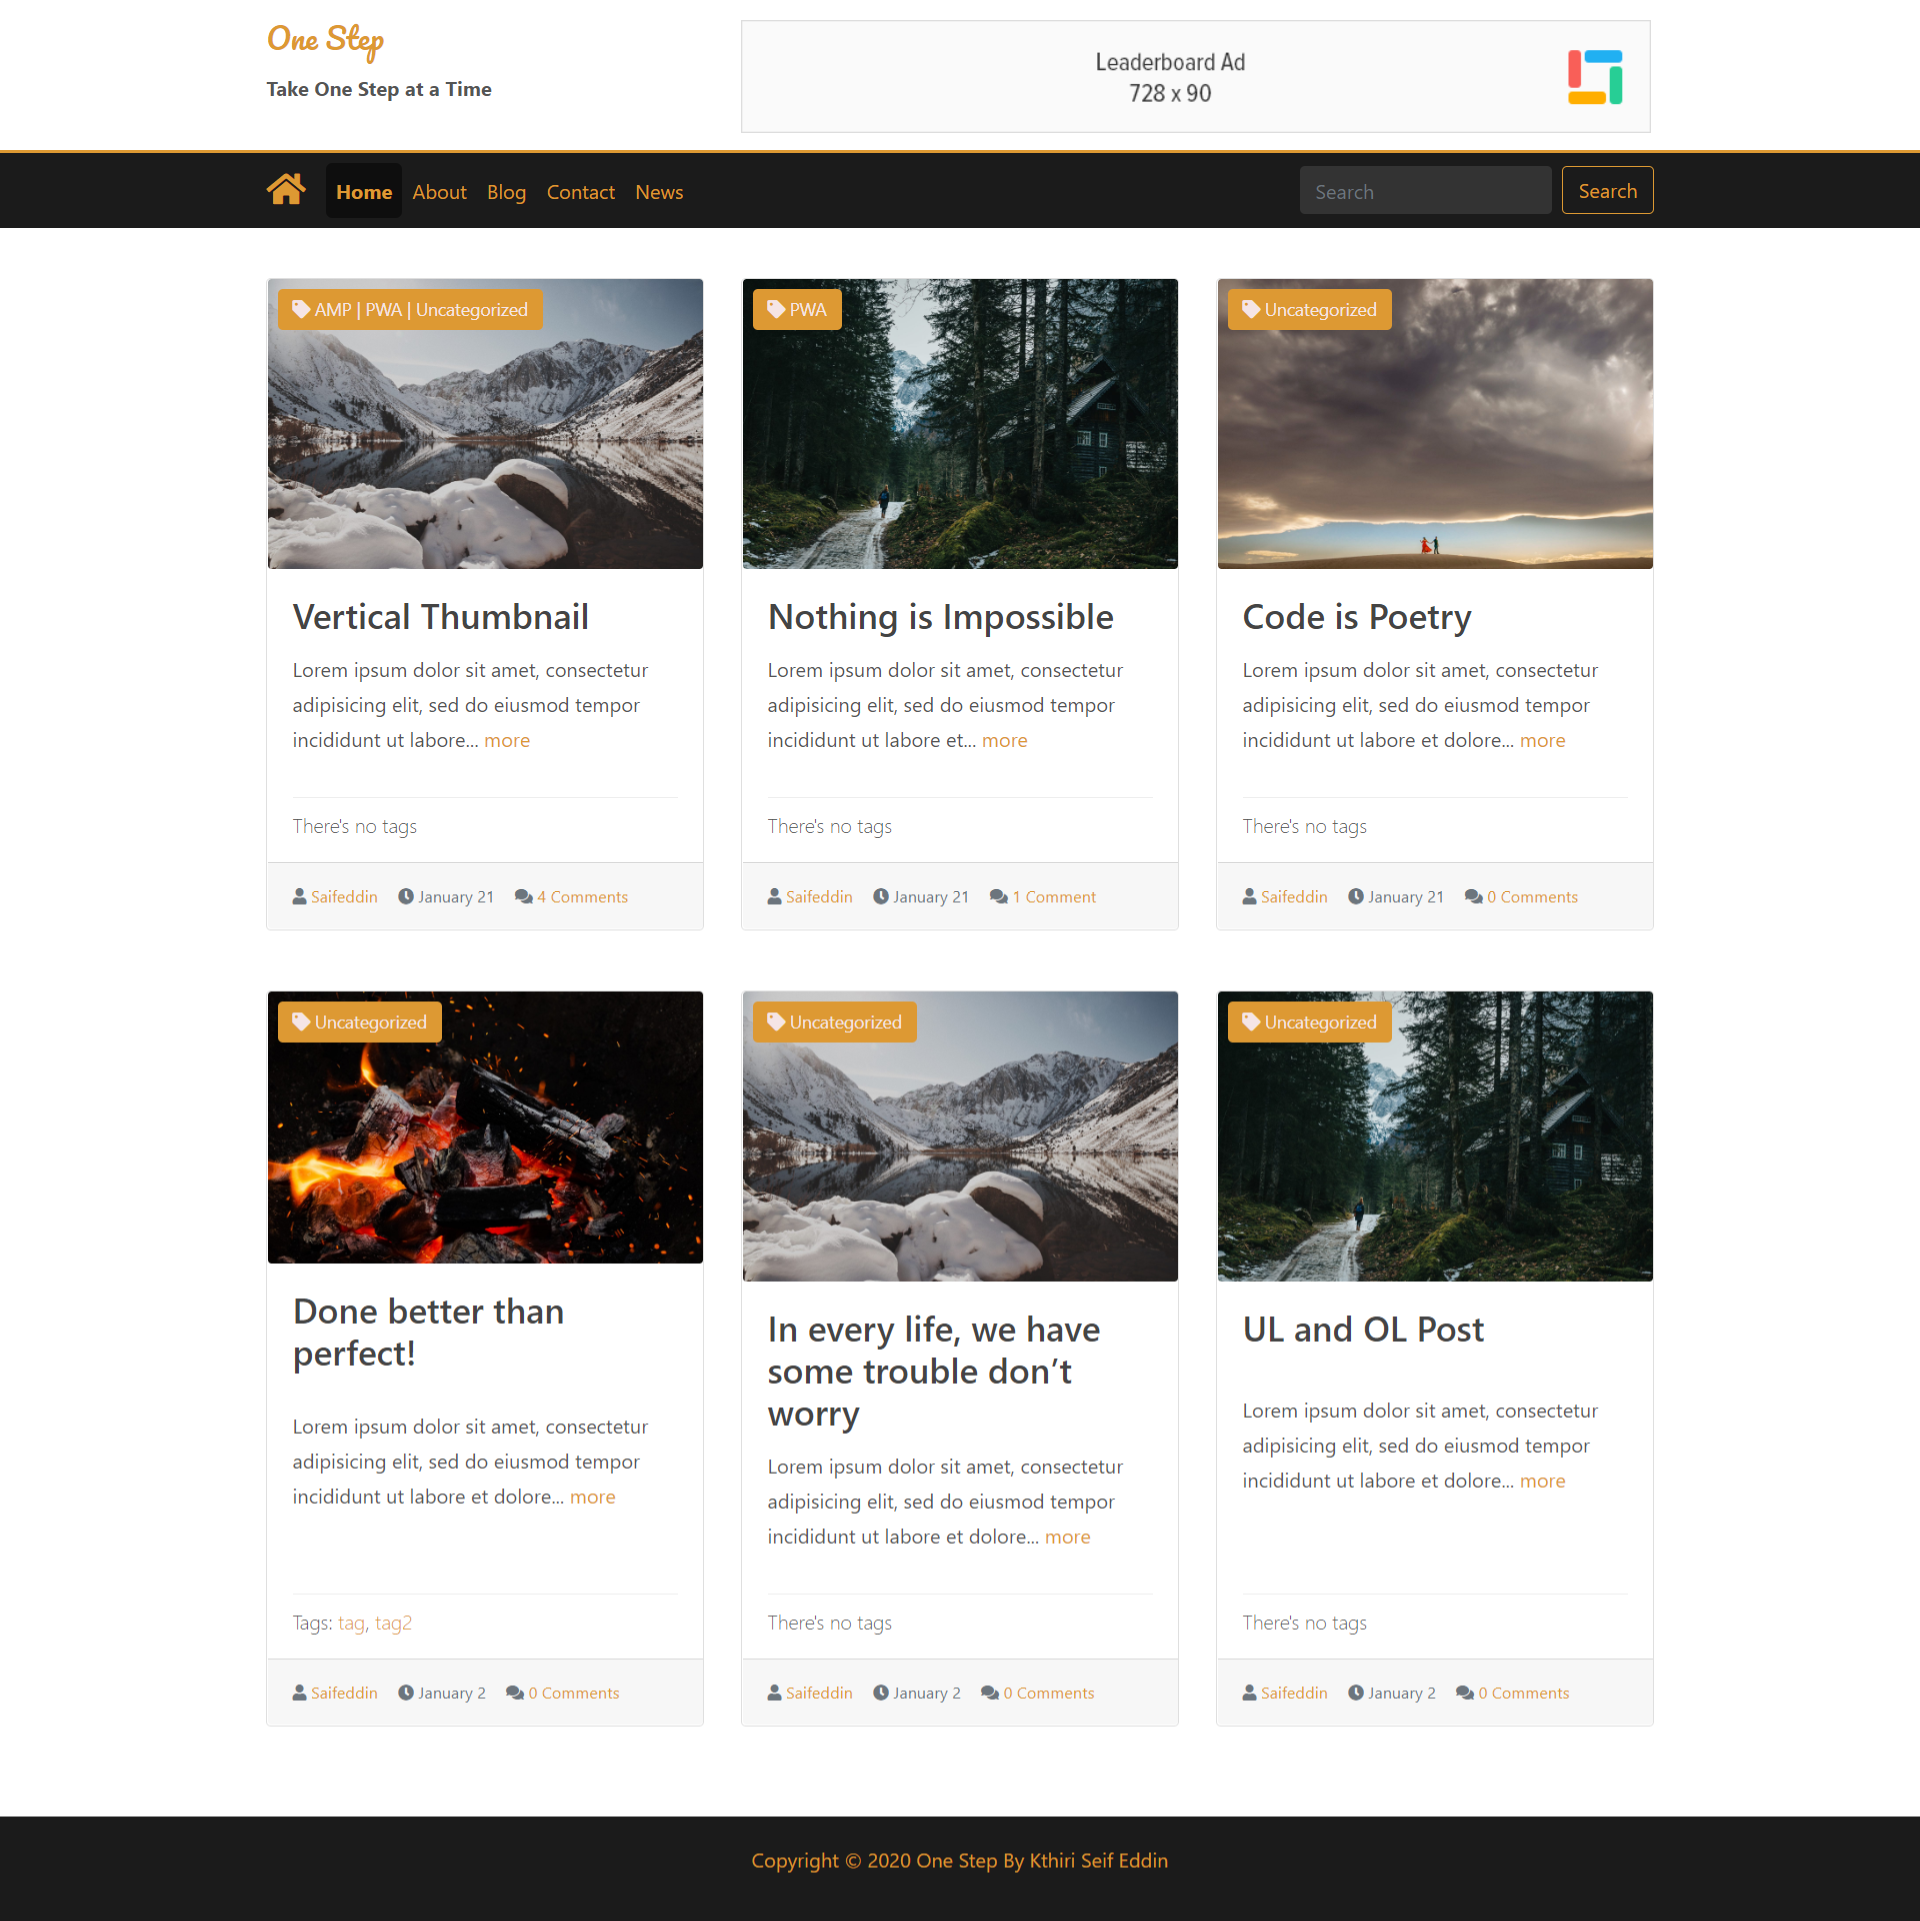 One Step
Take One Step at a Time
Leaderboard Ad
728 x 90
Home About Blog Contact News
Search Search
AMP | PWA | Uncategorized
Vertical Thumbnail
Lorem ipsum dolor sit amet, consectetur
adipisicing elit, sed do eiusmod tempor
incididunt ut labore... more
There's no tags
Saifeddin January 21 4 Comments
PWA
Nothing is Impossible
Lorem ipsum dolor sit amet, consectetur
adipisicing elit, sed do eiusmod tempor
incididunt ut labore et... more
There's no tags
Saifeddin January 21 1 Comment
Uncategorized
Code is Poetry
Lorem ipsum dolor sit amet, consectetur
adipisicing elit, sed do eiusmod tempor
incididunt ut labore et dolore... more
There's no tags
Saifeddin January 21 0 Comments
Uncategorized
Done better than
perfect!
Lorem ipsum dolor sit amet, consectetur
adipisicing elit, sed do eiusmod tempor
incididunt ut labore et dolore... more
Tags: tag, tag2
Saifeddin January 2 0 Comments
Uncategorized
In every life, we have
some trouble don’t
worry
Lorem ipsum dolor sit amet, consectetur
adipisicing elit, sed do eiusmod tempor
incididunt ut labore et dolore... more
There's no tags
Saifeddin January 2 0 Comments
Uncategorized
UL and OL Post
Lorem ipsum dolor sit amet, consectetur
adipisicing elit, sed do eiusmod tempor
incididunt ut labore et dolore... more
There's no tags
Saifeddin January 2 0 Comments
Copyright © 2020 One Step By Kthiri Seif Eddin